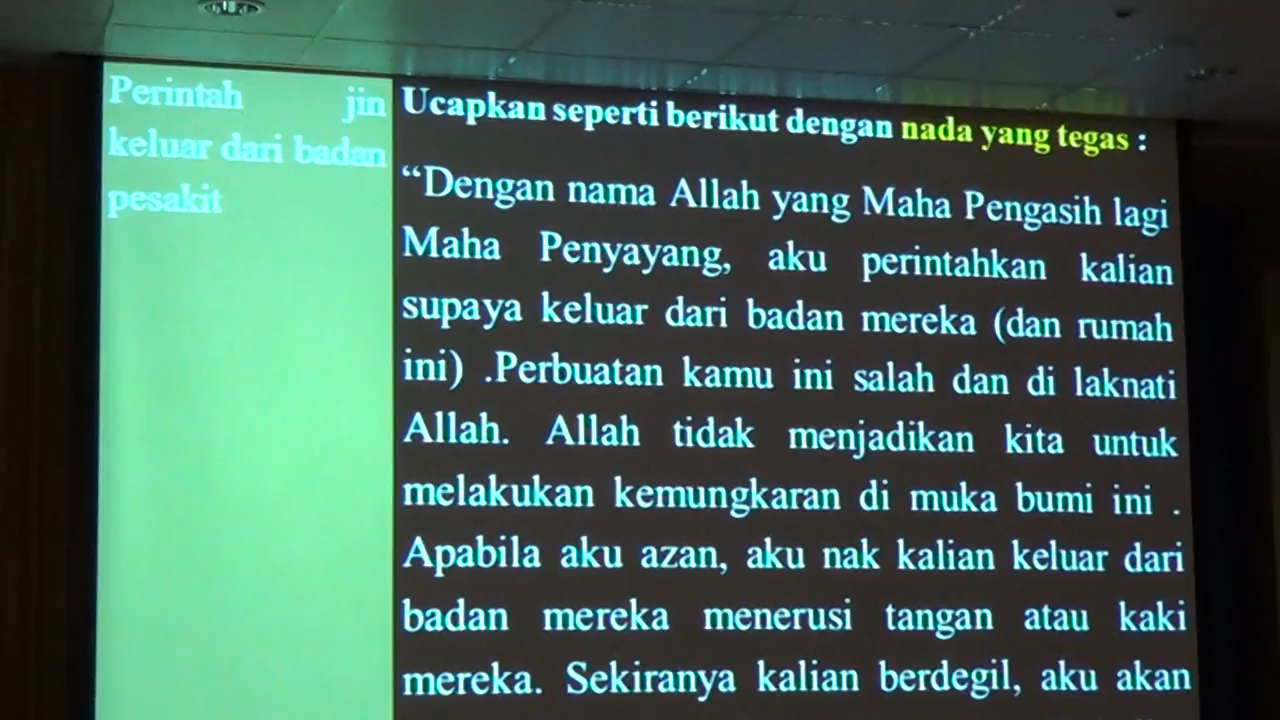 Perintah jin
keluar dari badan
pesakit
Ucapkan seperti berikut dengan nada yang tegas :
“Dengan nama Allah yang Maha Pengasih lagi
Maha Penyayang, aku perintahkan kalian
supaya keluar dari badan mereka (dan rumah
ini) .Perbuatan kamu ini salah dan di laknati
Allah. Allah tidak menjadikan kita untuk
melakukan kemungkaran di muka bumi ini .
Apabila aku azan, aku nak kalian keluar dari
badan mereka menerusi tangan atau kaki
mereka. Sekiranya kalian berdegil, aku akan